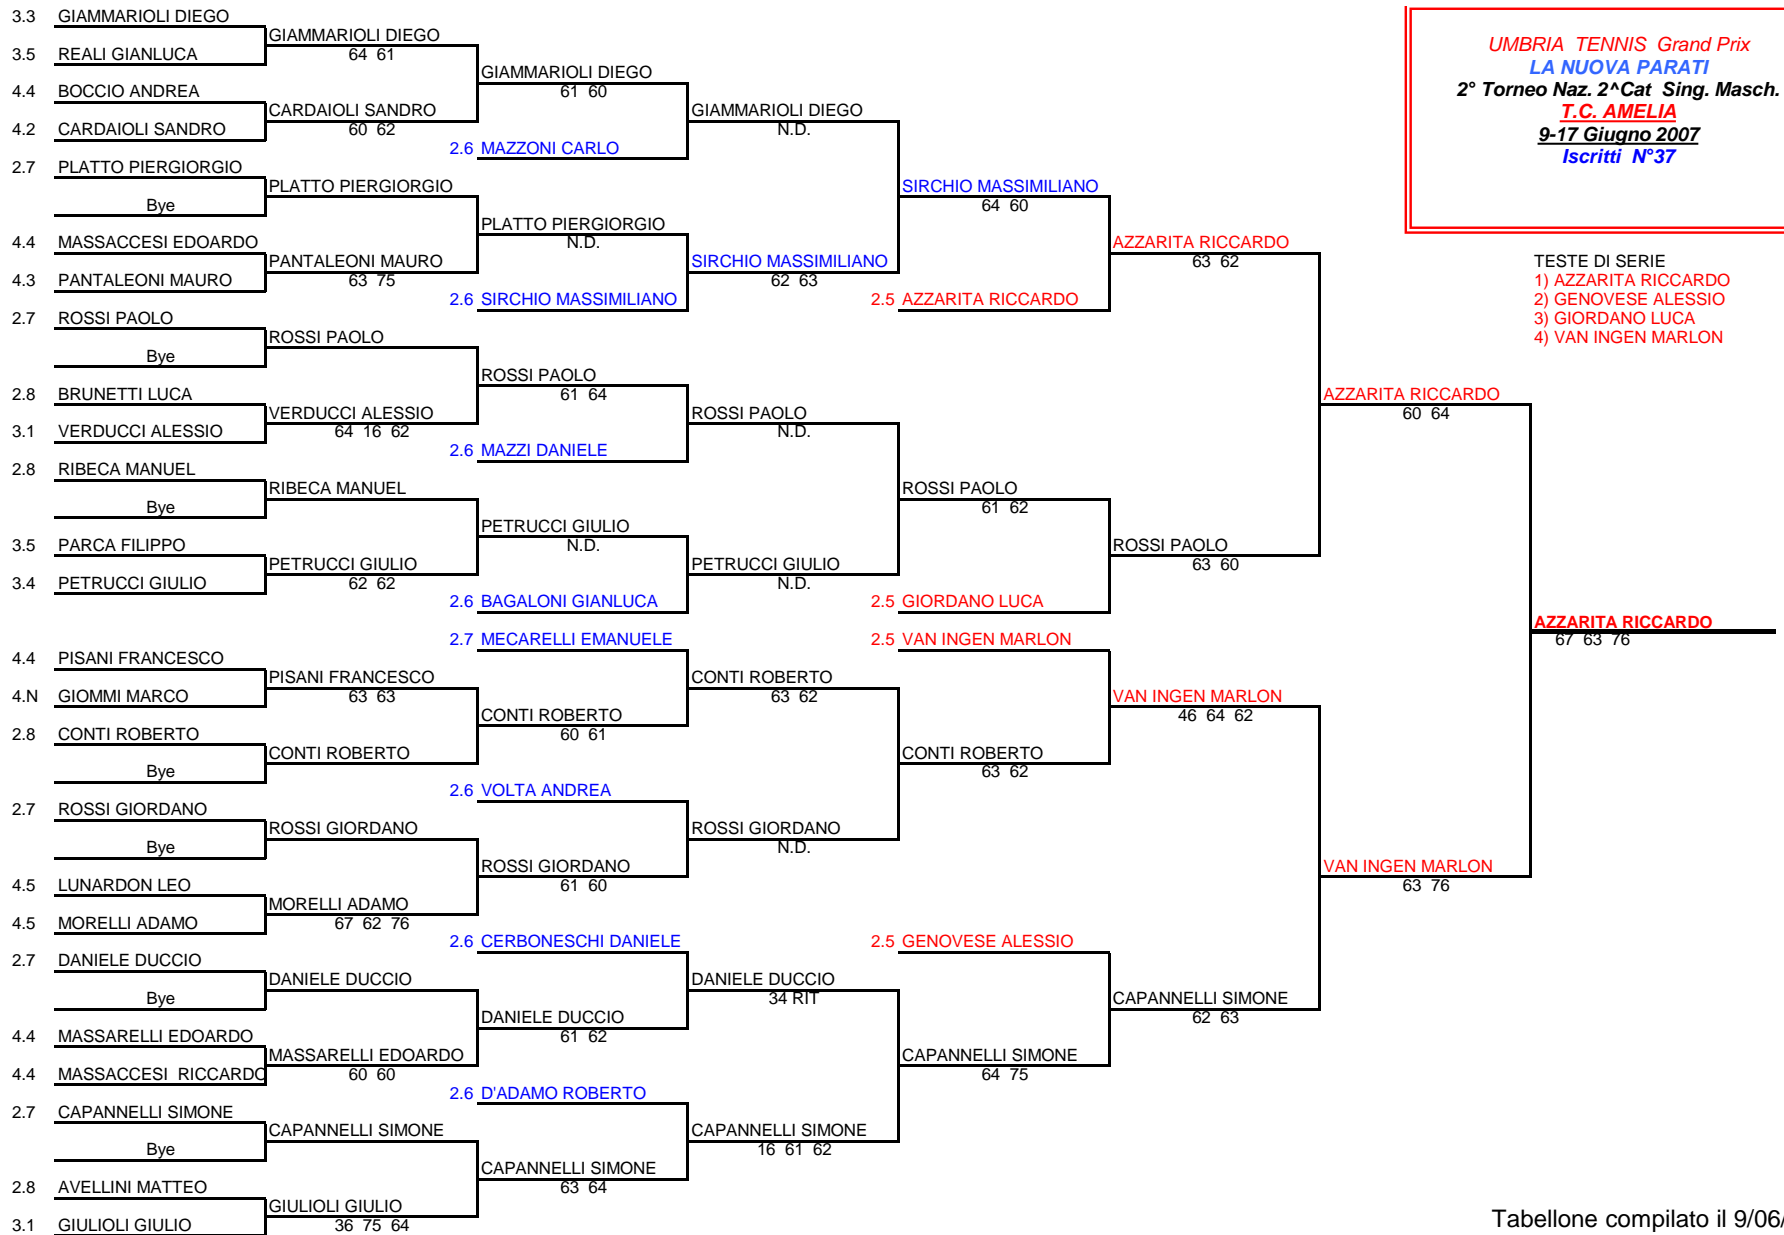 3.3 GIAMMARIOLI DIEGO
GIAMMARIOLI DIEGO
3.5 REALI GIANLUCA
64 61
GIAMMARIOLI DIEGO
61 60
4.4 BOCCIO ANDREA
CARDAIOLI SANDRO
4.2 CARDAIOLI SANDRO
60 62
GIAMMARIOLI DIEGO
N.D.
2.6 MAZZONI CARLO
2.7 PLATTO PIERGIORGIO
PLATTO PIERGIORGIO
Bye
SIRCHIO MASSIMILIANO
64 60
PLATTO PIERGIORGIO
N.D.
4.4 MASSACCESI EDOARDO
PANTALEONI MAURO
4.3 PANTALEONI MAURO
63 75
SIRCHIO MASSIMILIANO
62 63
2.6 SIRCHIO MASSIMILIANO
AZZARITA RICCARDO
63 62
2.5 AZZARITA RICCARDO
2.7 ROSSI PAOLO
ROSSI PAOLO
Bye
ROSSI PAOLO
61 64
2.8 BRUNETTI LUCA
VERDUCCI ALESSIO
3.1 VERDUCCI ALESSIO
64 16 62
ROSSI PAOLO
N.D.
2.6 MAZZI DANIELE
AZZARITA RICCARDO
60 64
2.8 RIBECA MANUEL
RIBECA MANUEL
Bye
ROSSI PAOLO
61 62
PETRUCCI GIULIO
N.D.
3.5 PARCA FILIPPO
PETRUCCI GIULIO
3.4 PETRUCCI GIULIO
62 62
PETRUCCI GIULIO
N.D.
ROSSI PAOLO
63 60
2.6 BAGALONI GIANLUCA
2.5 GIORDANO LUCA
AZZARITA RICCARDO
67 63 76
2.7 MECARELLI EMANUELE
2.5 VAN INGEN MARLON
4.4 PISANI FRANCESCO
PISANI FRANCESCO
4.N GIOMMI MARCO
63 63
CONTI ROBERTO
63 62
CONTI ROBERTO
60 61
VAN INGEN MARLON
46 64 62
2.8 CONTI ROBERTO
CONTI ROBERTO
Bye
CONTI ROBERTO
63 62
2.6 VOLTA ANDREA
2.7 ROSSI GIORDANO
ROSSI GIORDANO
Bye
ROSSI GIORDANO
N.D.
ROSSI GIORDANO
61 60
VAN INGEN MARLON
63 76
4.5 LUNARDON LEO
MORELLI ADAMO
4.5 MORELLI ADAMO
67 62 76
2.6 CERBONESCHI DANIELE
2.5 GENOVESE ALESSIO
2.7 DANIELE DUCCIO
DANIELE DUCCIO
Bye
DANIELE DUCCIO
34 RIT
DANIELE DUCCIO
61 62
CAPANNELLI SIMONE
62 63
4.4 MASSARELLI EDOARDO
MASSARELLI EDOARDO
4.4 MASSACCESI RICCARDO
60 60
CAPANNELLI SIMONE
64 75
2.6 D'ADAMO ROBERTO
2.7 CAPANNELLI SIMONE
CAPANNELLI SIMONE
Bye
CAPANNELLI SIMONE
16 61 62
CAPANNELLI SIMONE
63 64
2.8 AVELLINI MATTEO
GIULIOLI GIULIO
3.1 GIULIOLI GIULIO
36 75 64
UMBRIA TENNIS Grand Prix
LA NUOVA PARATI
2° Torneo Naz. 2^Cat Sing. Masch.
T.C. AMELIA
9-17 Giugno 2007
Iscritti N°37
TESTE DI SERIE
1) AZZARITA RICCARDO
2) GENOVESE ALESSIO
3) GIORDANO LUCA
4) VAN INGEN MARLON
Tabellone compilato il 9/06/